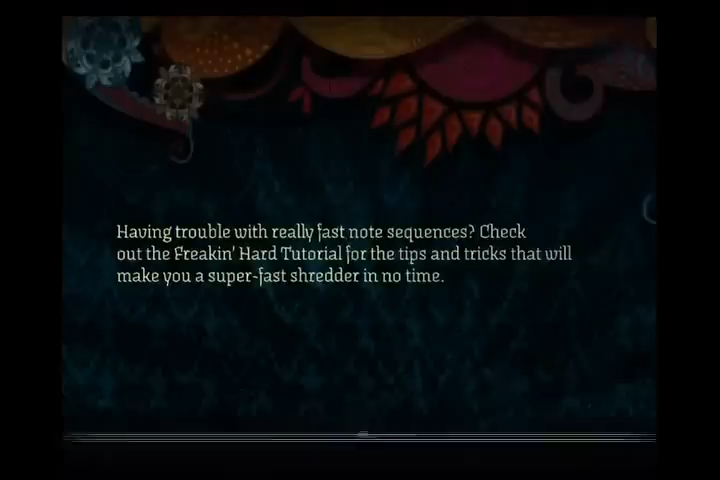 Having trouble with really fast note sequences? Check
out the Freakin' Hard Tutorial for the tips and tricks that will
make you a super-fast shredder in no time.